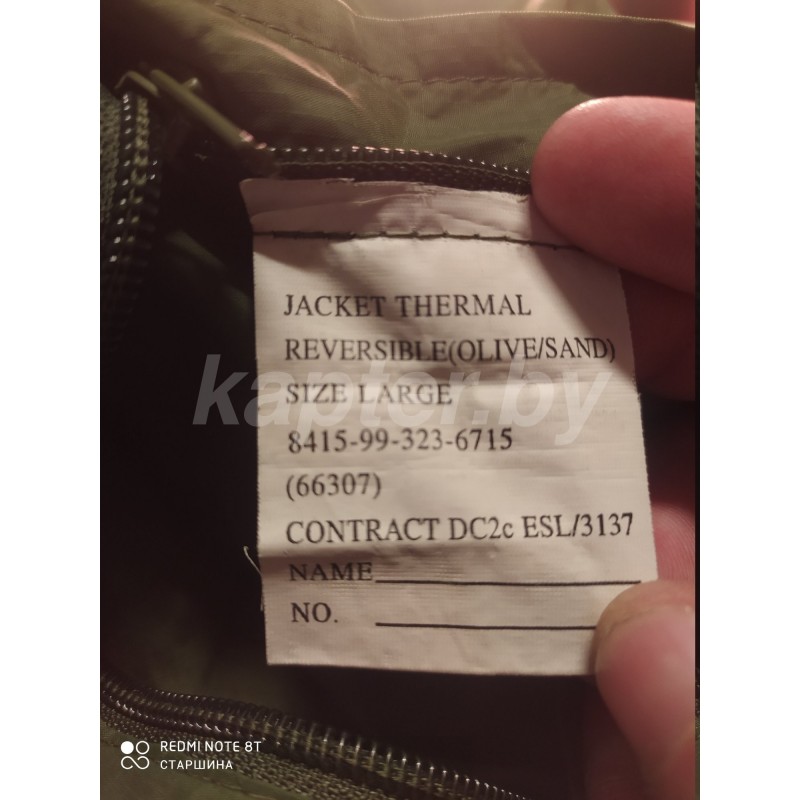 JACKET THERMAL
REVERSIBLE(OLIVE/SAND)
SIZE LARGE
kapter.by
8415-99-323-6715
(66307)
CONTRACT DC2c ESL/3137
NAME
NO.
REDMI NOTE 8T
СТАРШИНА